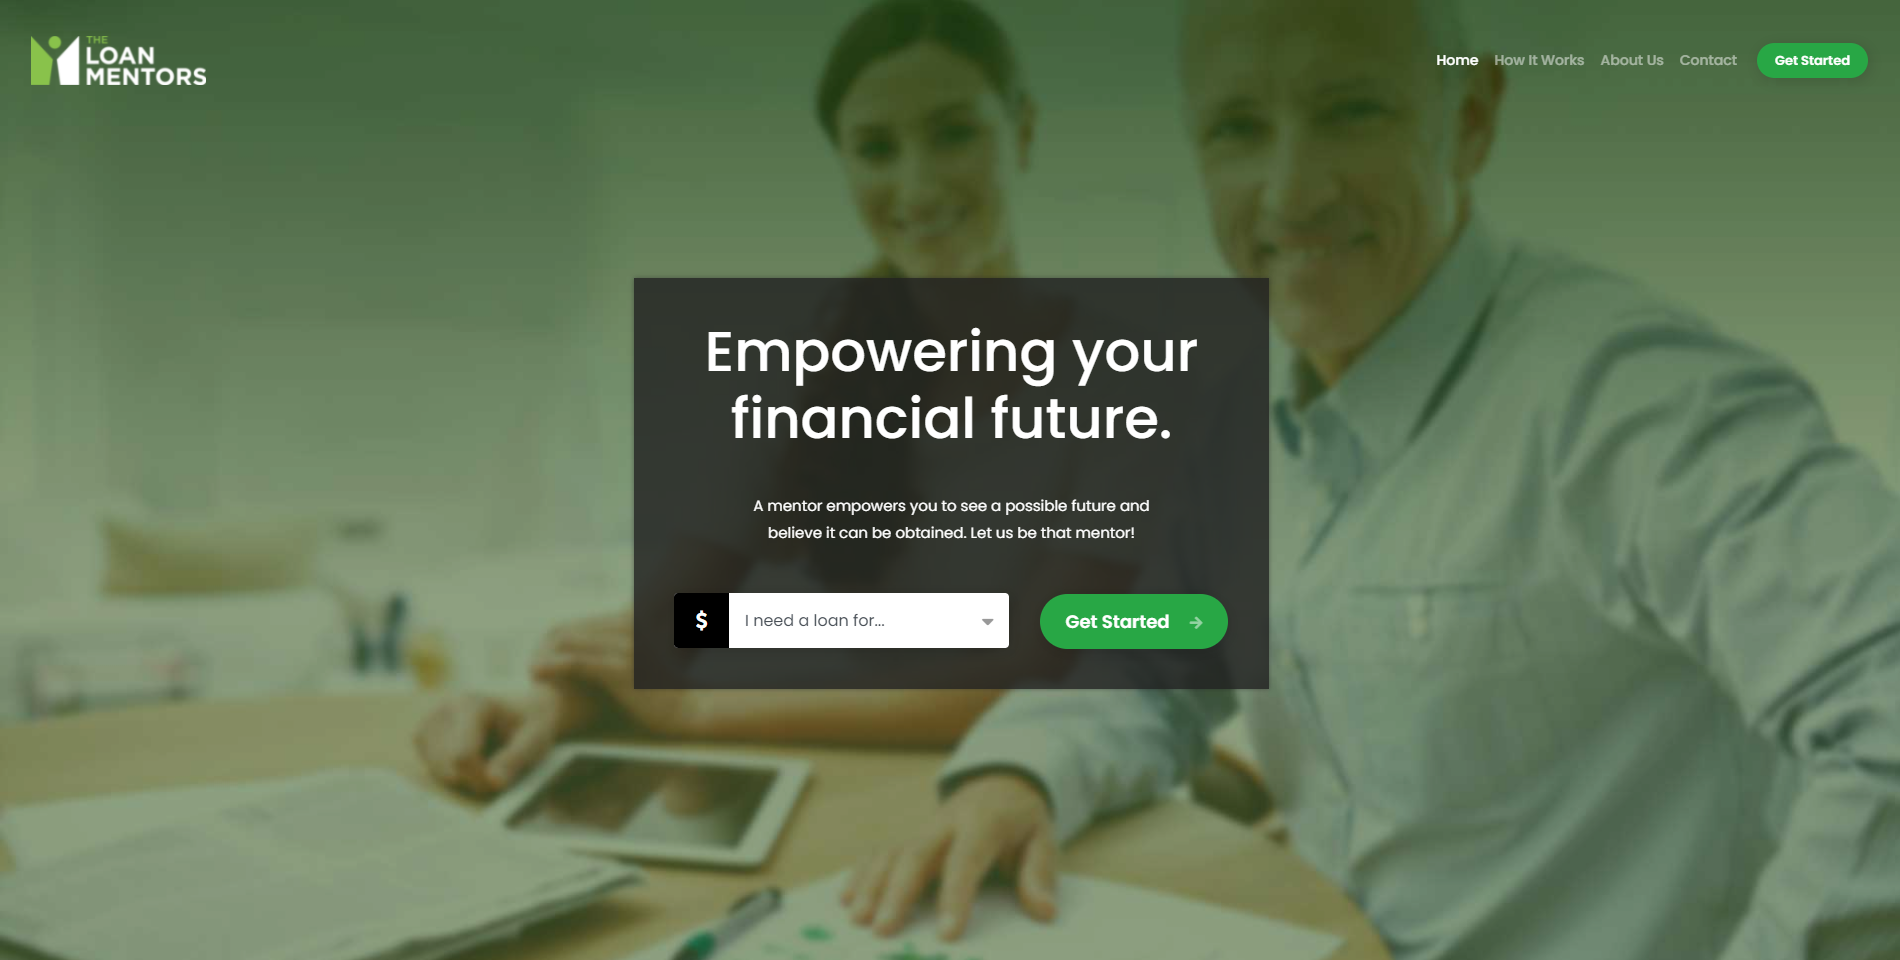 THE
LOAN
MENTORS
Home
How It Works
About Us
Contact
Get Started
Empowering your
financial future.
A mentor empowers you to see a possible future and
believe it can be obtained. Let us be that mentor!
$
I need a loan for...
Get Started